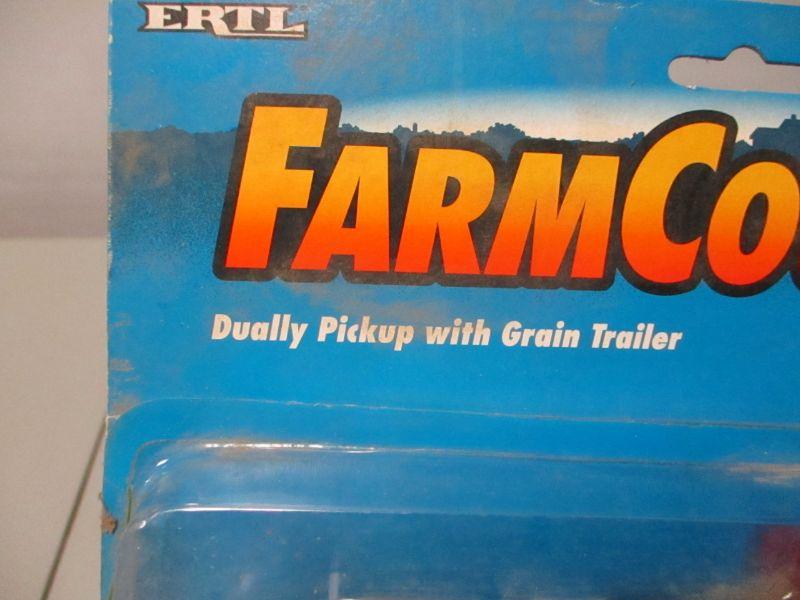 ERTL
FARMCO
Dually Pickup with Grain Trailer